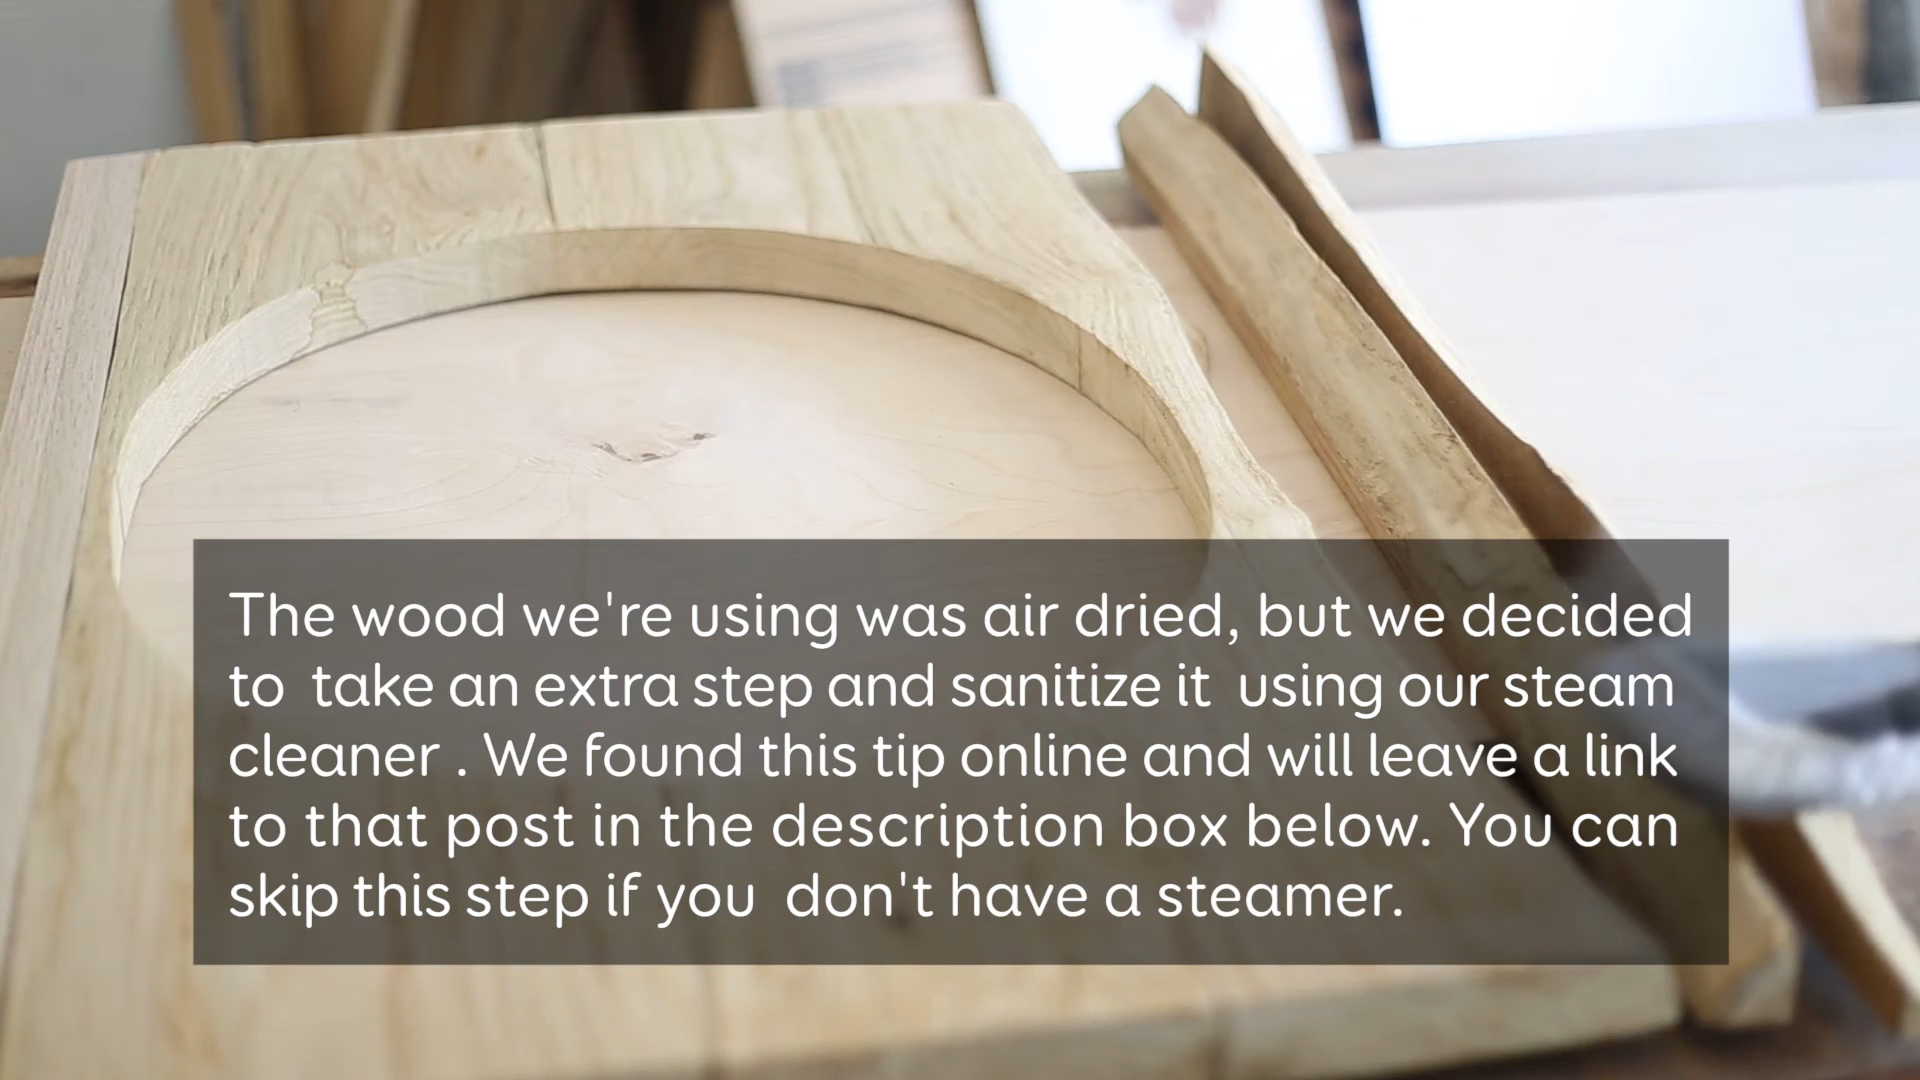 The wood we're using was air dried, but we decided
to  take an extra step and sanitize it  using our steam
cleaner . We found this tip online and will leave a link
to that post in the description box below. You can
skip this step if you  don't have a steamer.